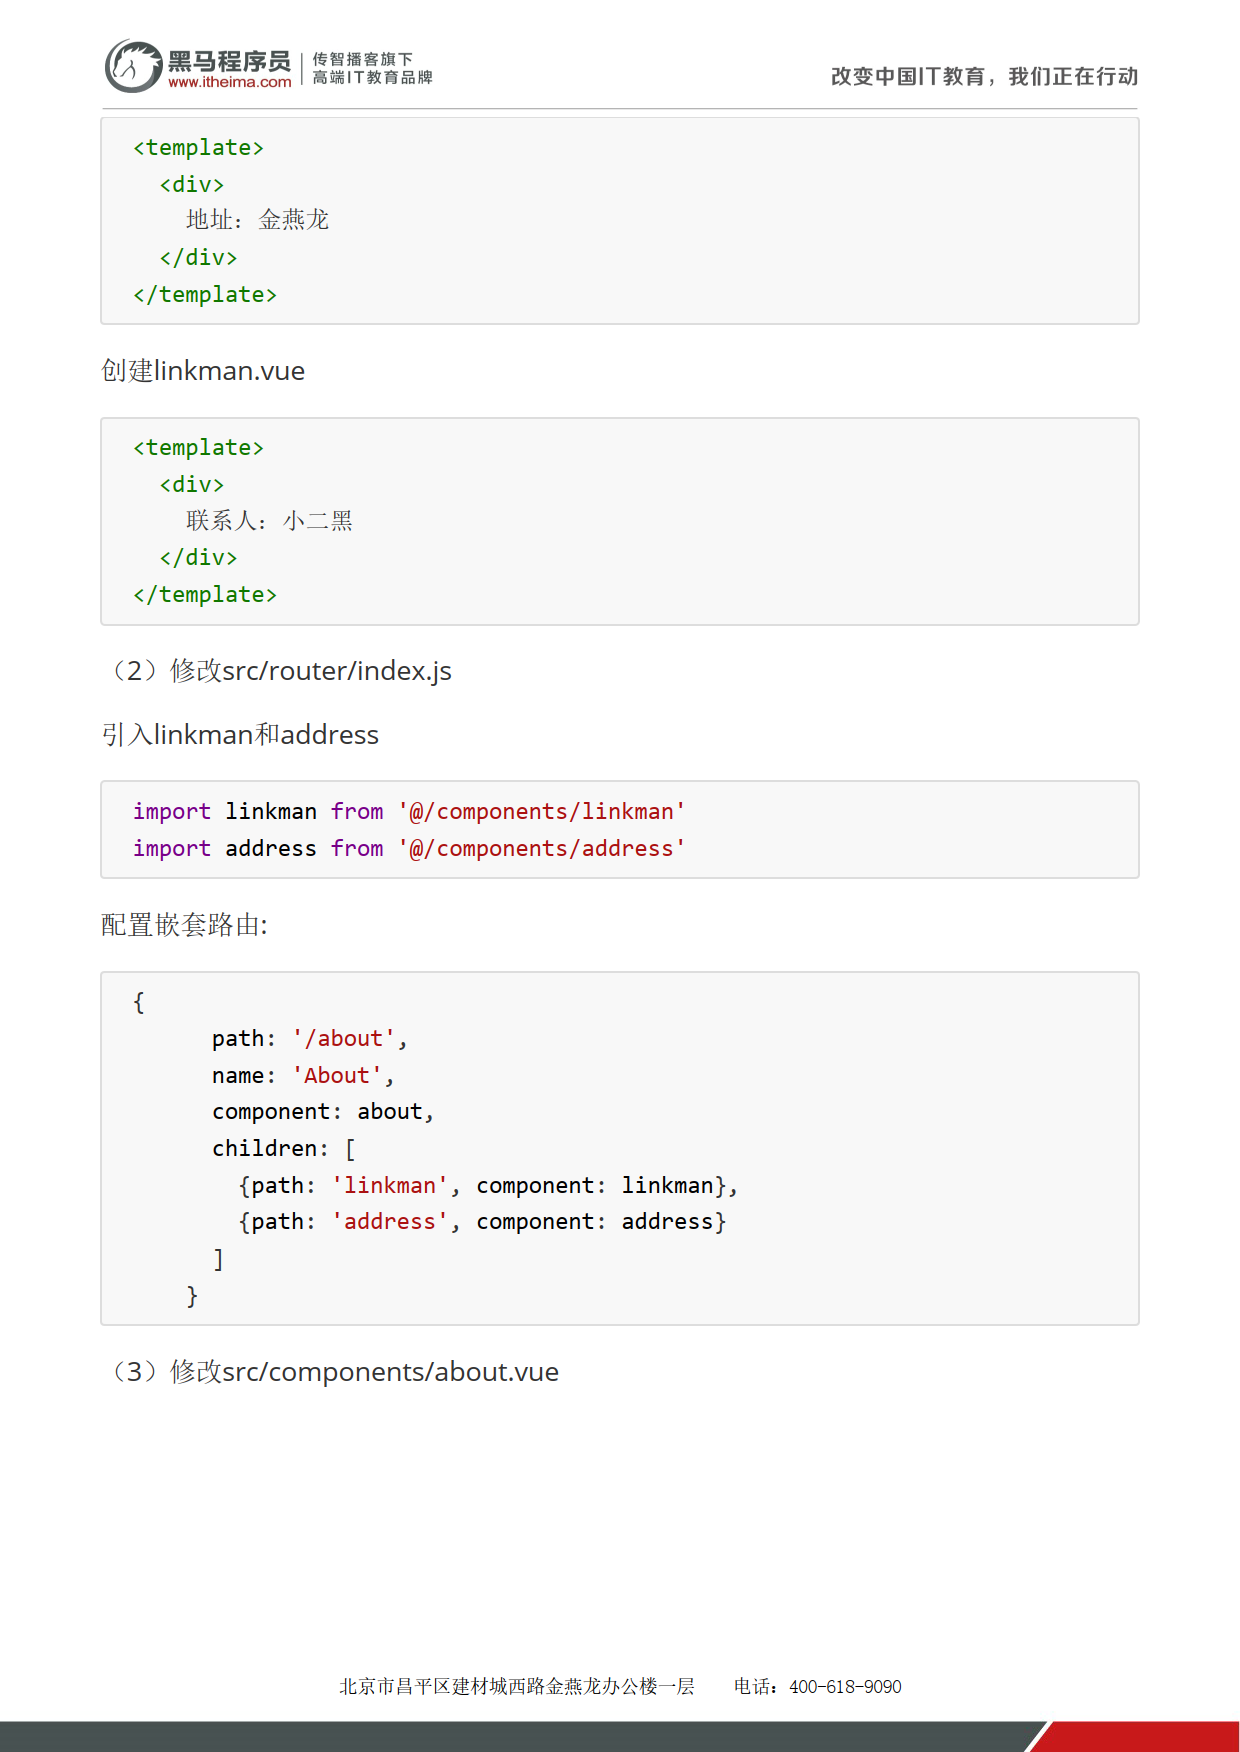 黑马程序员
www.itheima.com
传智播客旗下
高端IT教育品牌
改变中国IT教育，我们正在行动
<template>
  <div>
    地址：金燕龙
  </div>
</template>
创建linkman.vue
<template>
  <div>
    联系人：小二黑
  </div>
</template>
（2）修改src/router/index.js
引入linkman和address
import linkman from '@/components/linkman'
import address from '@/components/address'
配置嵌套路由:
{
      path: '/about',
      name: 'About',
      component: about,
      children: [
        {path: 'linkman', component: linkman},
        {path: 'address', component: address}
      ]
    }
（3）修改src/components/about.vue
北京市昌平区建材城西路金燕龙办公楼一层    电话：400-618-9090